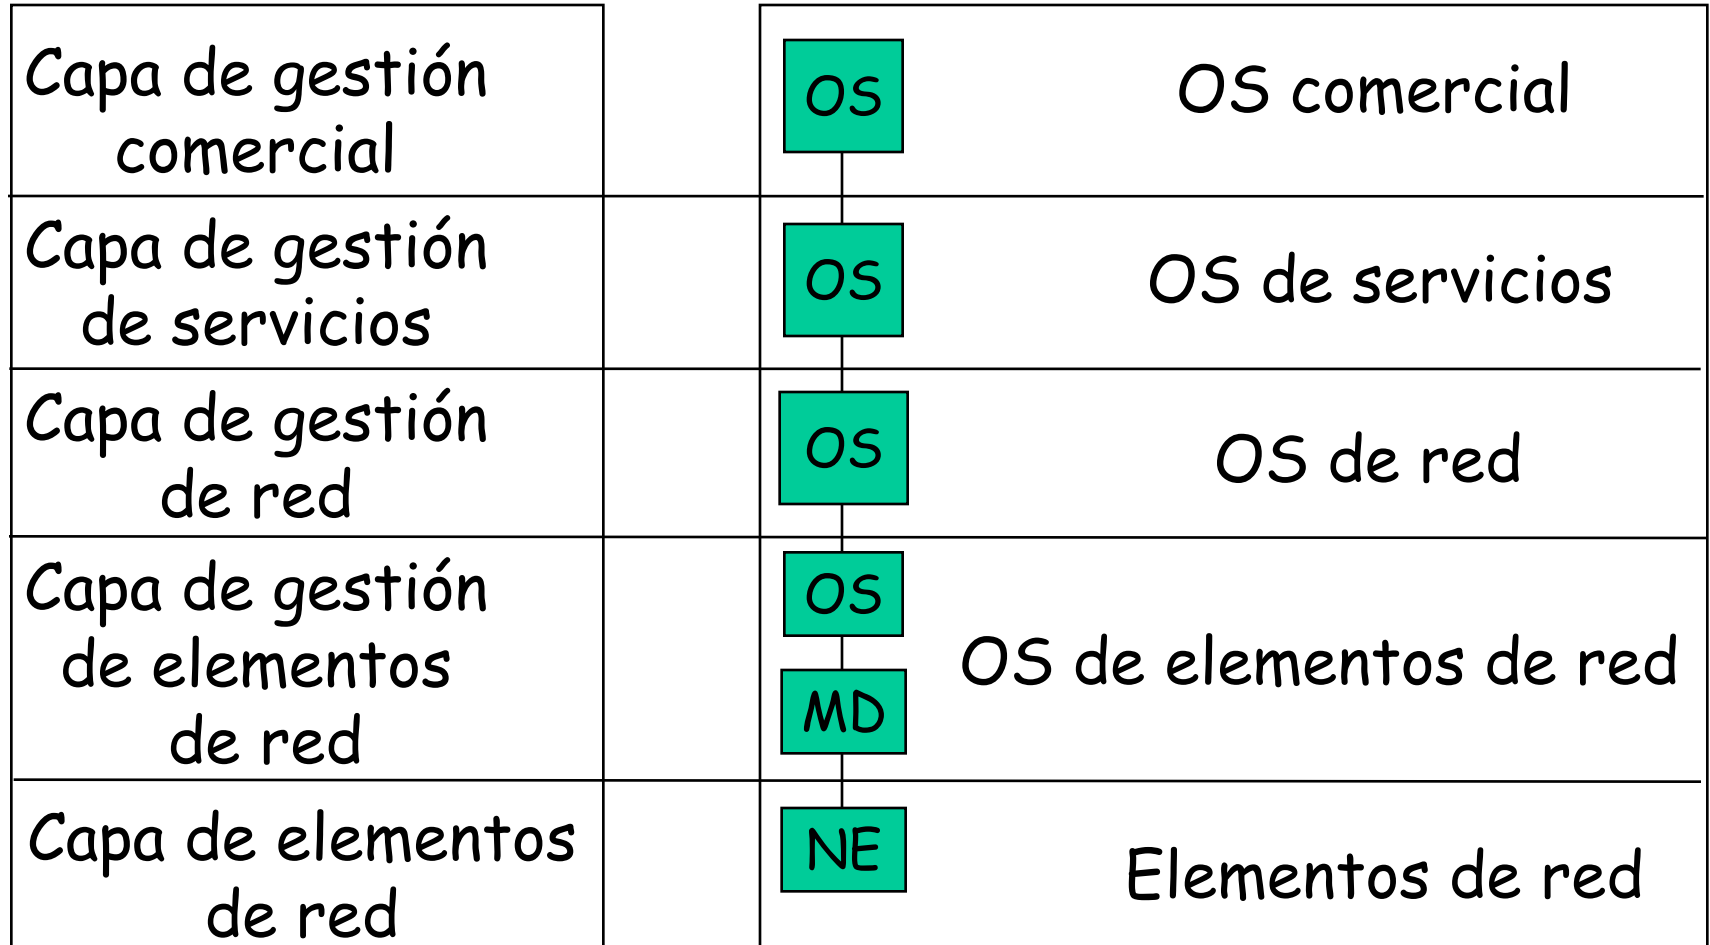 Capa de gestión
comercial
OS
OS comercial
Capa de gestión
de servicios
OS
OS de servicios
Capa de gestión
de red
OS
OS de red
Capa de gestión
de elementos
de red
OS
MD
OS de elementos de red
Capa de elementos
de red
NE
Elementos de red